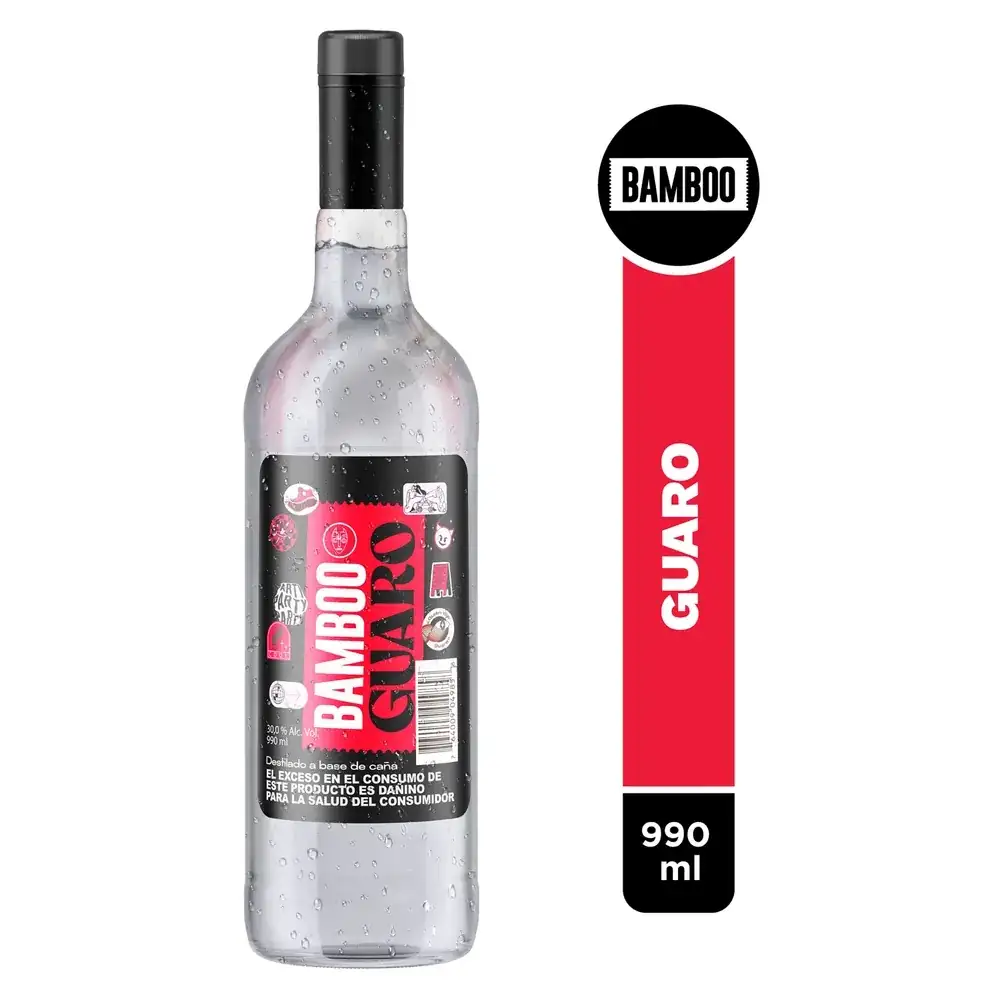 BAMBOO
GUARO
30,0 % Alc. Vol.
990 ml
Destilado a base de caña
EL EXCESO EN EL CONSUMO DE
ESTE PRODUCTO ES DAÑINO
PARA LA SALUD DEL CONSUMIDOR
BAMBOO
GUARO
990
ml